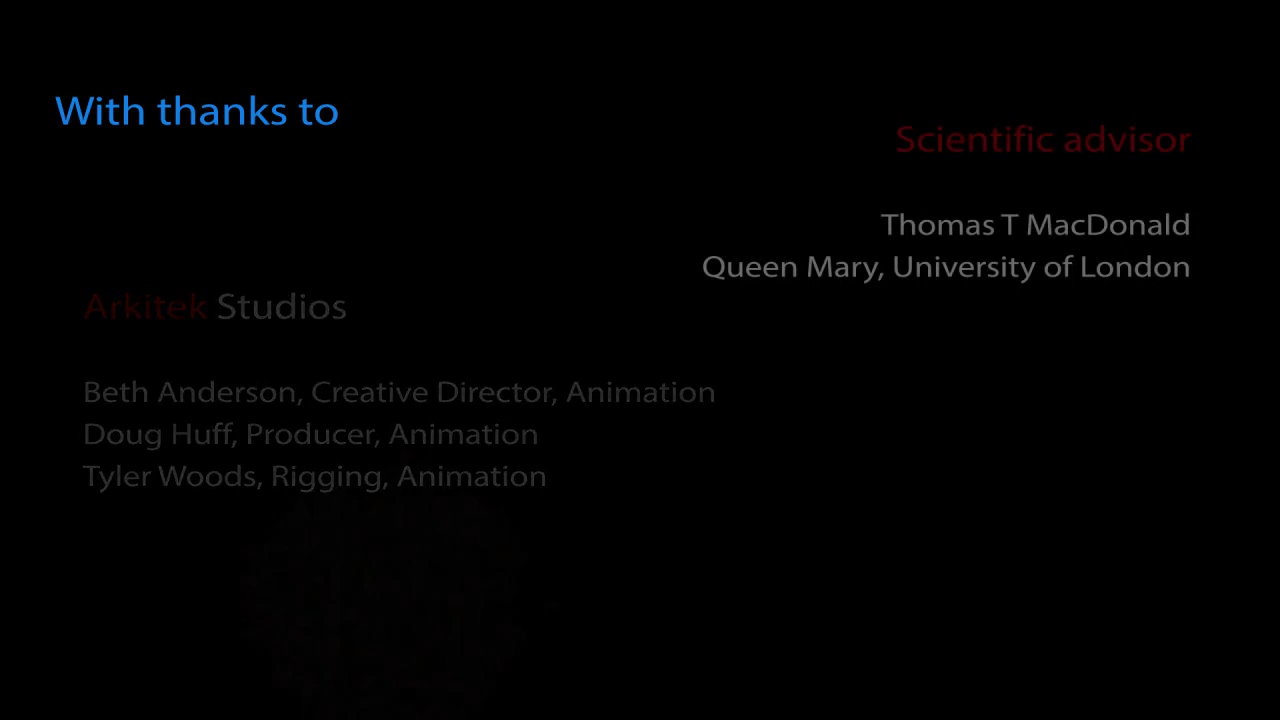 With thanks to
Scientific advisor
Thomas T MacDonald
Queen Mary, University of London
Arkitek Studios
Beth Anderson, Creative Director, Animation
Doug Huff, Producer, Animation
Tyler Woods, Rigging, Animation